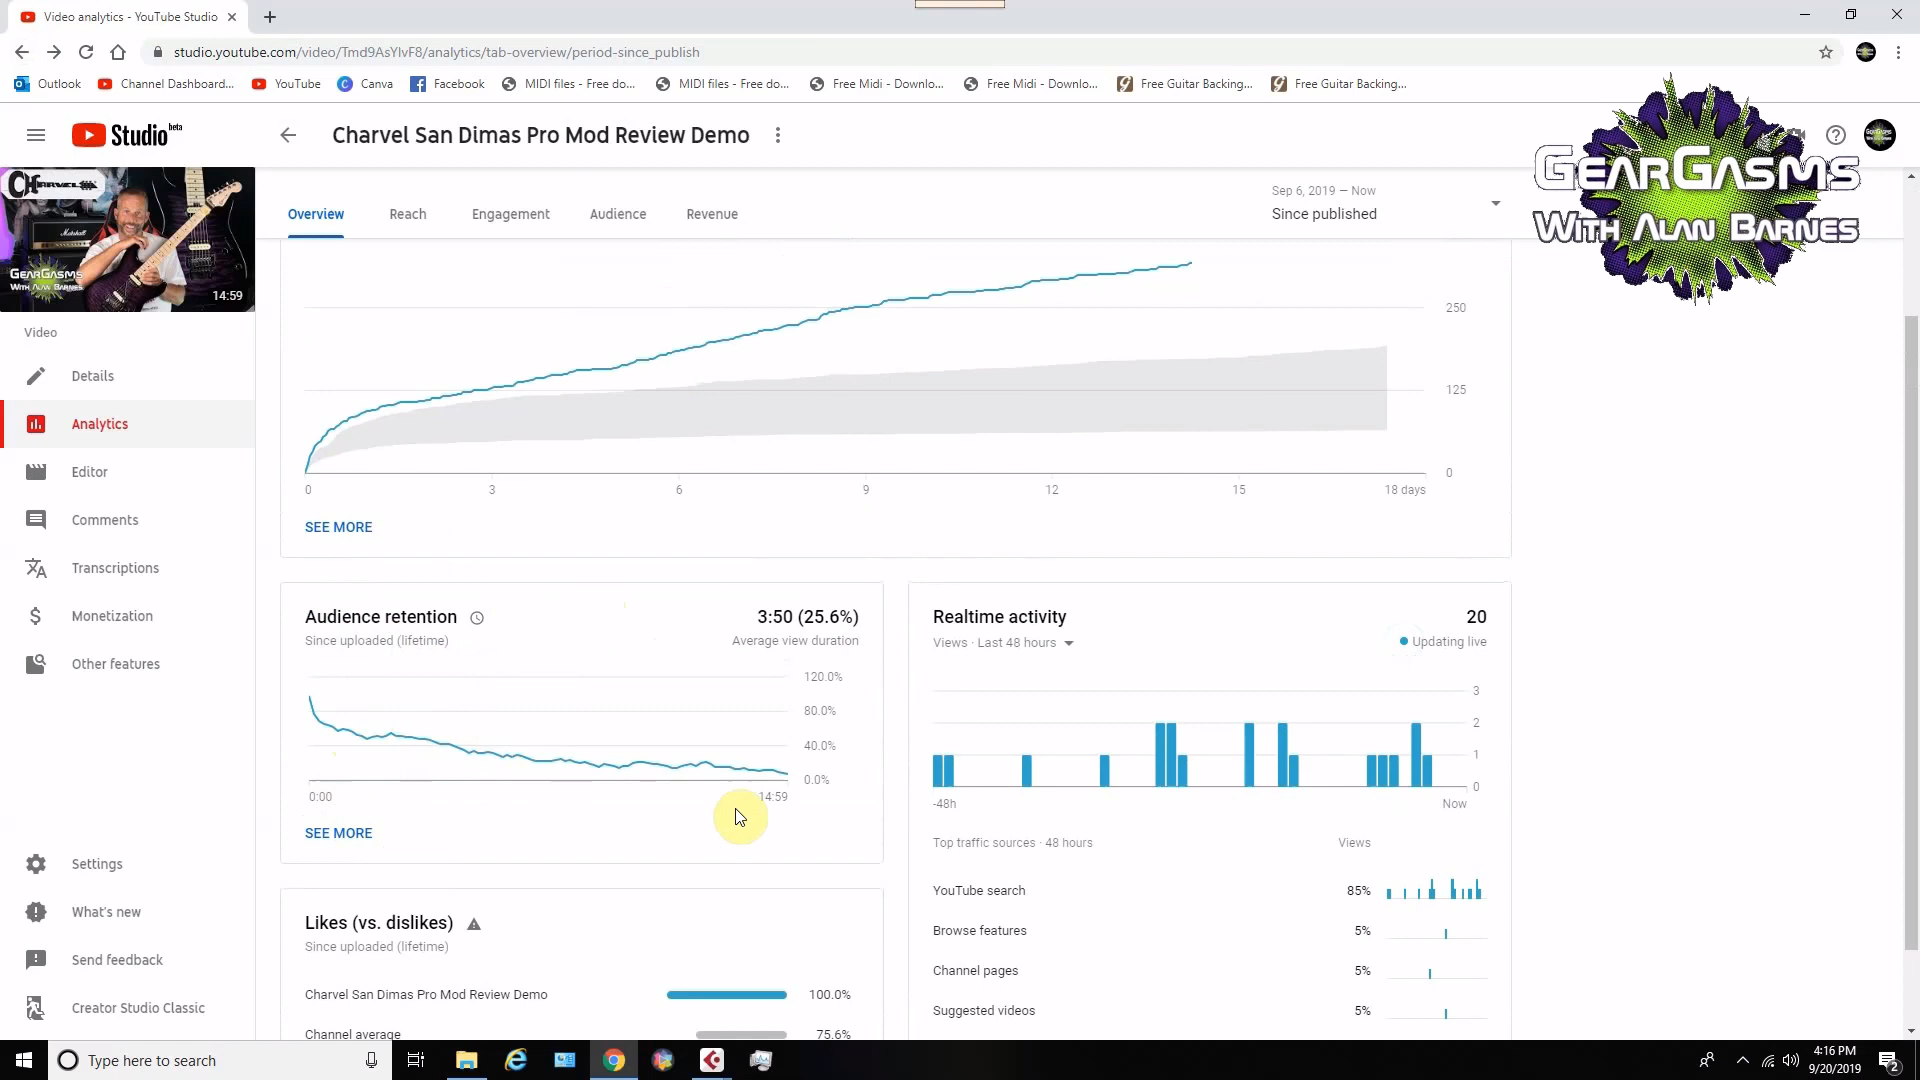 Video analytics - YouTube Studio
studio.youtube.com/video/Tmd9AsYlvF8/analytics/tab-overview/period-since_publish
Outlook
Channel Dashboard...
YouTube
Canva
Facebook
MIDI files - Free do...
MIDI files - Free do...
Free Midi - Downlo...
Free Midi - Downlo...
Free Guitar Backing...
Free Guitar Backing...
Studio beta
Charvel San Dimas Pro Mod Review Demo
GEARGASMS
WITH ALAN BARNES
CHARVEL
Marshall
GEARGASMS
WITH ALAN BARNES
14:59
Overview
Reach
Engagement
Audience
Revenue
Sep 6, 2019 – Now
Since published
Video
Details
Analytics
Editor
Comments
Transcriptions
Monetization
Other features
Settings
What's new
Send feedback
Creator Studio Classic
250
125
0
0
3
6
9
12
15
18 days
SEE MORE
Audience retention
3:50 (25.6%)
Since uploaded (lifetime)
Average view duration
120.0%
80.0%
40.0%
0.0%
0:00
14:59
SEE MORE
Likes (vs. dislikes)
Since uploaded (lifetime)
Charvel San Dimas Pro Mod Review Demo
100.0%
Channel average
75.6%
Realtime activity
20
Views · Last 48 hours
Updating live
3
2
1
0
-48h
Now
Top traffic sources · 48 hours
Views
YouTube search
85%
Browse features
5%
Channel pages
5%
Suggested videos
5%
Type here to search
4:16 PM
9/20/2019
2